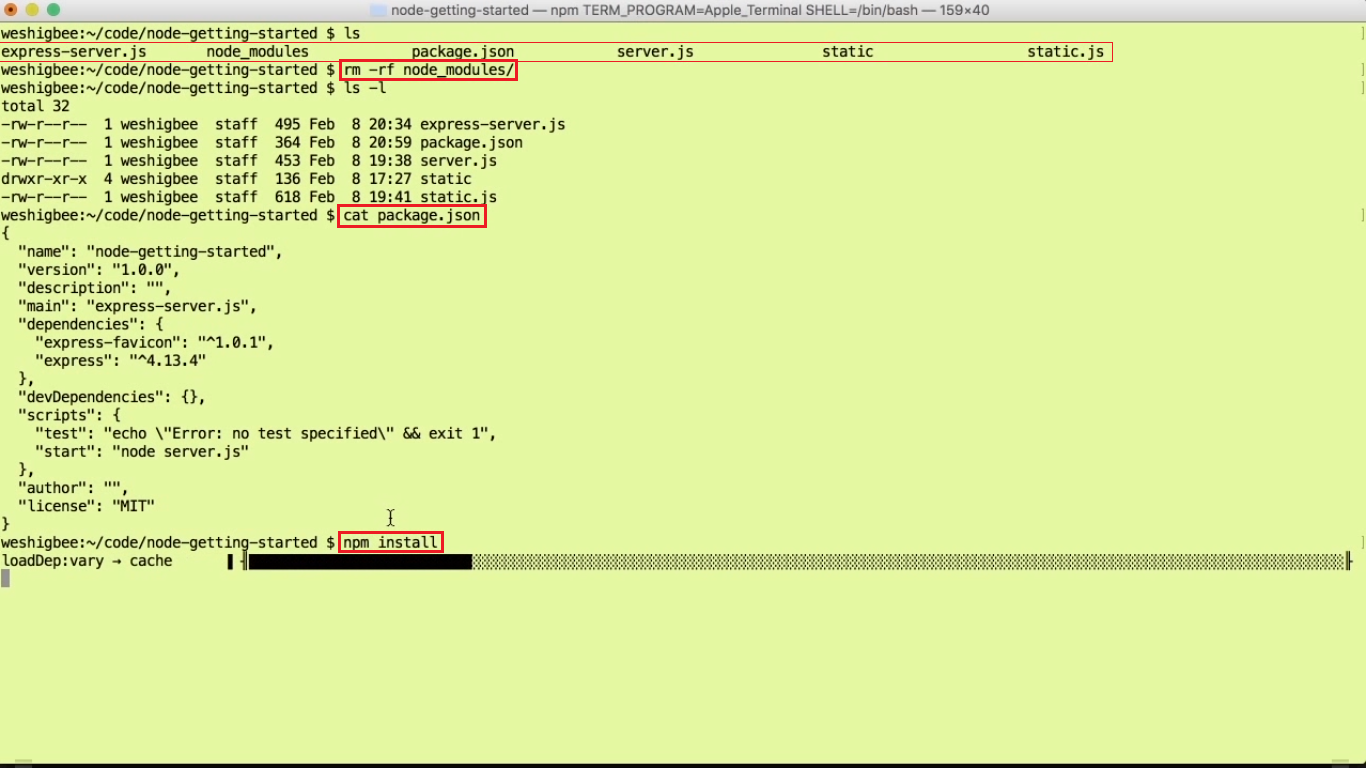 node-getting-started — npm TERM_PROGRAM=Apple_Terminal SHELL=/bin/bash — 159×40
weshigbee:~/code/node-getting-started $ ls
express-server.js node_modules package.json server.js static static.js
weshigbee:~/code/node-getting-started $ rm -rf node_modules/
weshigbee:~/code/node-getting-started $ ls -l
total 32
-rw-r--r-- 1 weshigbee staff 495 Feb 8 20:34 express-server.js
-rw-r--r-- 1 weshigbee staff 364 Feb 8 20:59 package.json
-rw-r--r-- 1 weshigbee staff 453 Feb 8 19:38 server.js
drwxr-xr-x 4 weshigbee staff 136 Feb 8 17:27 static
-rw-r--r-- 1 weshigbee staff 618 Feb 8 19:41 static.js
weshigbee:~/code/node-getting-started $ cat package.json
{
"name": "node-getting-started",
"version": "1.0.0",
"description": "",
"main": "express-server.js",
"dependencies": {
"express-favicon": "^1.0.1",
"express": "^4.13.4"
},
"devDependencies": {},
"scripts": {
"test": "echo \"Error: no test specified\" && exit 1",
"start": "node server.js"
},
"author": "",
"license": "MIT"
}
weshigbee:~/code/node-getting-started $ npm install
loadDep:vary → cache